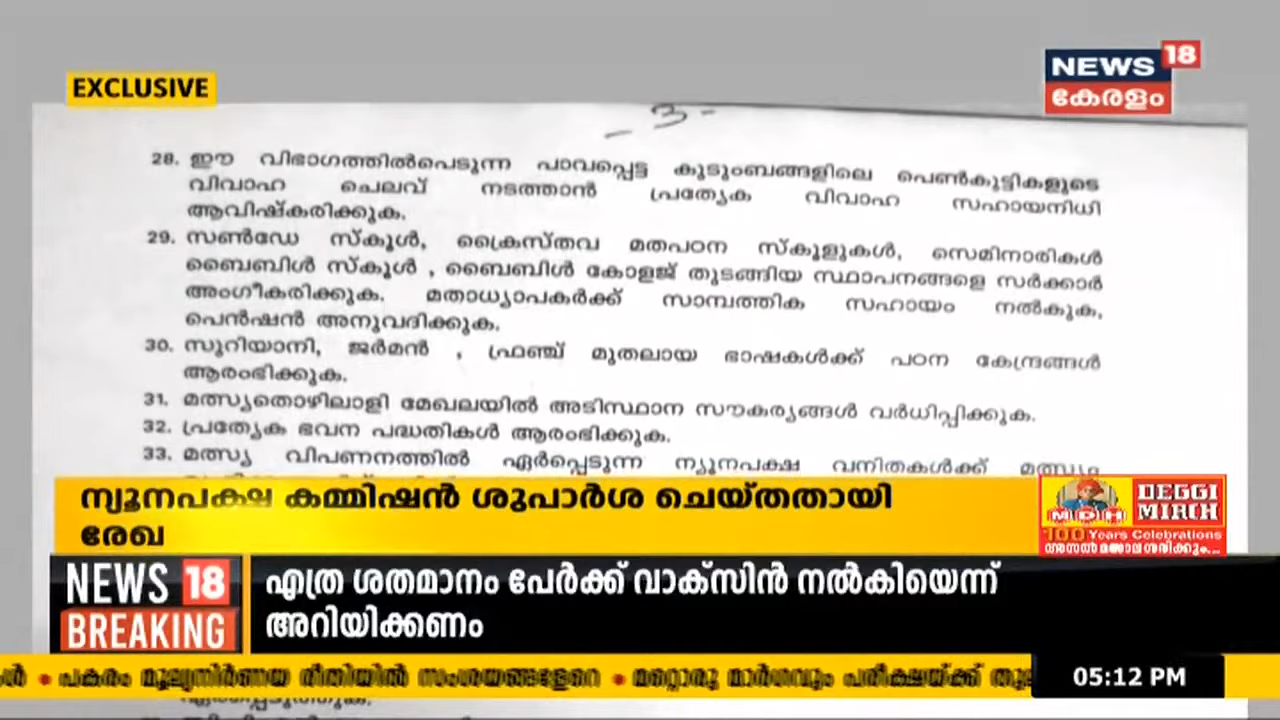 EXCLUSIVE
NEWS 18
കേരളം
- 3 -
28. ഈ വിഭാഗത്തിൽപെടുന്ന പാവപ്പെട്ട കുടുംബങ്ങളിലെ പെൺകുട്ടികളുടെ
വിവാഹ ചെലവ് നടത്താൻ പ്രത്യേക വിവാഹ സഹായനിധി
ആവിഷ്കരിക്കുക.
29. സൺഡേ സ്കൂൾ, ക്രൈസ്തവ മതപഠന സ്കൂളുകൾ, സെമിനാരികൾ
ബൈബിൾ സ്കൂൾ , ബൈബിൾ കോളജ് തുടങ്ങിയ സ്ഥാപനങ്ങളെ സർക്കാർ
അംഗീകരിക്കുക. മതാധ്യാപകർക്ക് സാമ്പത്തിക സഹായം നൽകുക,
പെൻഷൻ അനുവദിക്കുക.
30. സുറിയാനി, ജർമൻ , ഫ്രഞ്ച് മുതലായ ഭാഷകൾക്ക് പഠന കേന്ദ്രങ്ങൾ
ആരംഭിക്കുക.
31. മത്സ്യതൊഴിലാളി മേഖലയിൽ അടിസ്ഥാന സൗകര്യങ്ങൾ വർധിപ്പിക്കുക.
32. പ്രത്യേക ഭവന പദ്ധതികൾ ആരംഭിക്കുക.
33. മത്സ്യ വിപണനത്തിൽ ഏർപ്പെടുന്ന ന്യൂനപക്ഷ വനിതകൾക്ക് മത്സ്യം
ന്യൂനപക്ഷ കമ്മിഷൻ ശുപാർശ ചെയ്തതായി
രേഖ
MDH
DEGGI
MIRCH
100 Years Celebrations
NEWS 18
BREAKING
എത്ര ശതമാനം പേർക്ക് വാക്സിൻ നൽകിയെന്ന്
അറിയിക്കണം
• പകരം മൂല്യനിർണയ രീതിയിൽ സംശയങ്ങളേറെ • മറ്റൊരു മാർഗവും പരീക്ഷയ്ക്ക്
05:12 PM